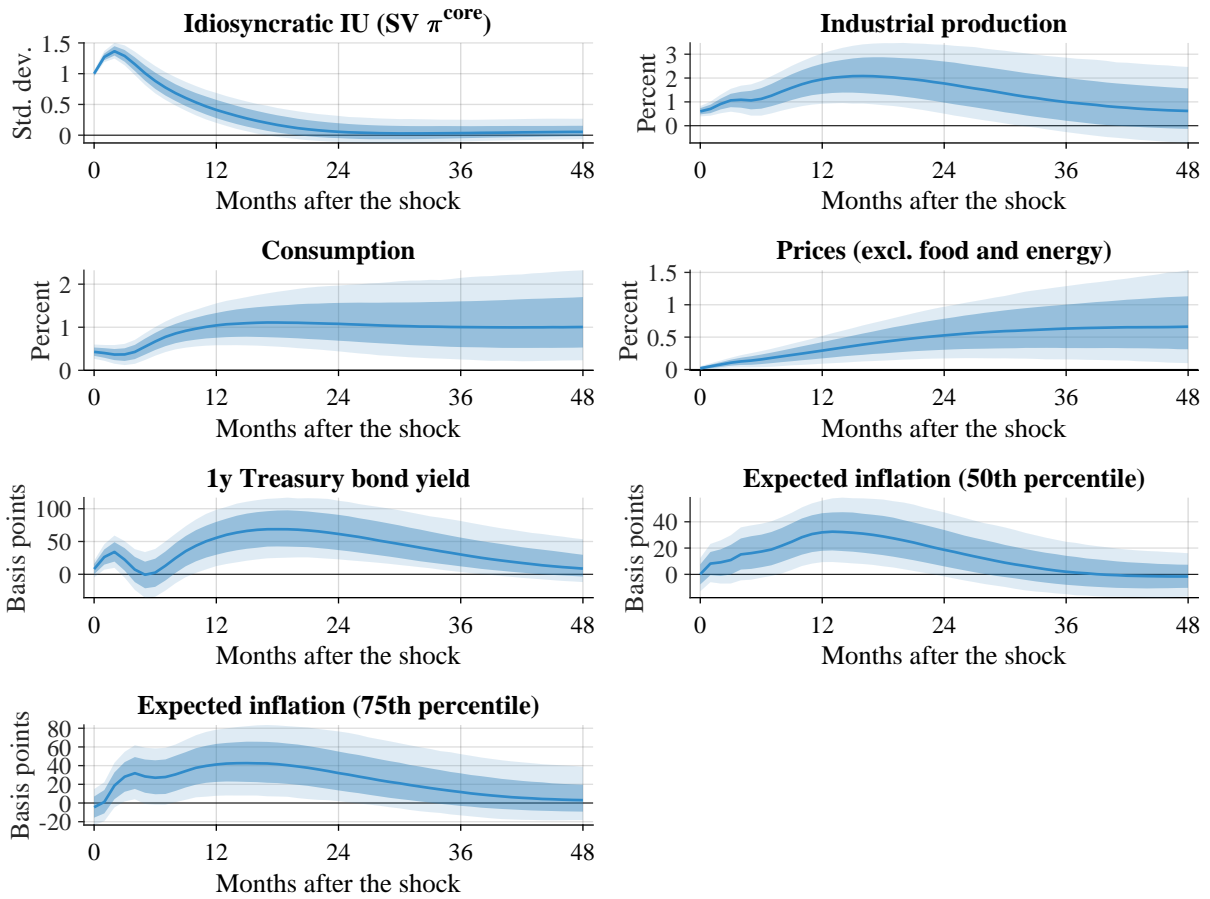 Idiosyncratic IU (SV π^core)
Std. dev.
1.5
1
0.5
0
0 12 24 36 48
Months after the shock
Industrial production
Percent
3
2
1
0
0 12 24 36 48
Months after the shock
Consumption
Percent
2
1
0
0 12 24 36 48
Months after the shock
Prices (excl. food and energy)
Percent
1.5
1
0.5
0
0 12 24 36 48
Months after the shock
1y Treasury bond yield
Basis points
100
50
0
0 12 24 36 48
Months after the shock
Expected inflation (50th percentile)
Basis points
40
20
0
0 12 24 36 48
Months after the shock
Expected inflation (75th percentile)
Basis points
80
60
40
20
0
-20
0 12 24 36 48
Months after the shock